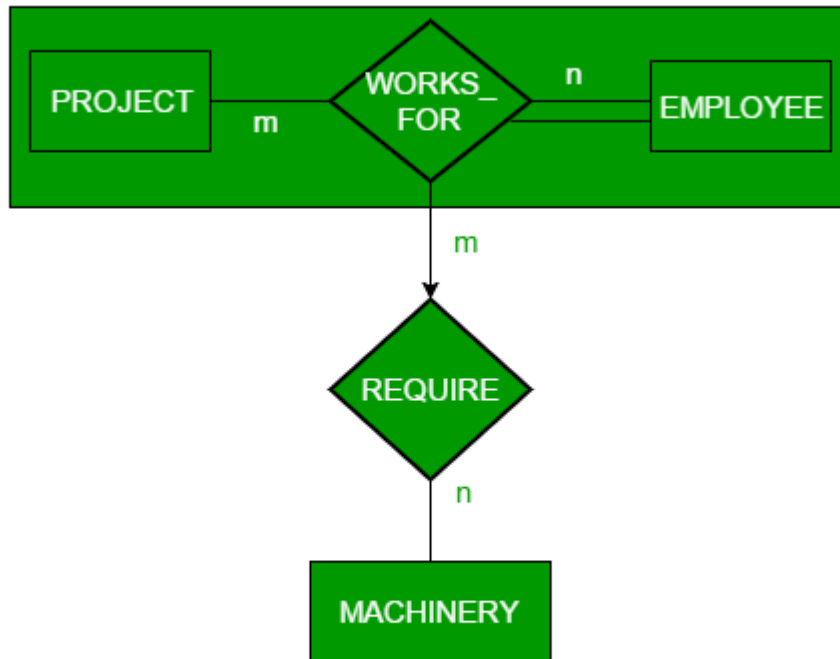 PROJECT
m
WORKS_
FOR
n
EMPLOYEE
m
REQUIRE
n
MACHINERY